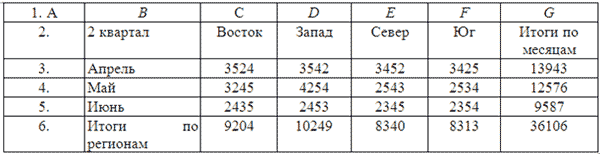 1. A B C D E F G
2. 2 квартал Восток Запад Север Юг Итоги по
месяцам
3. Апрель 3524 3542 3452 3425 13943
4. Май 3245 4254 2543 2534 12576
5. Июнь 2435 2453 2345 2354 9587
6. Итоги по 9204 10249 8340 8313 36106
регионам